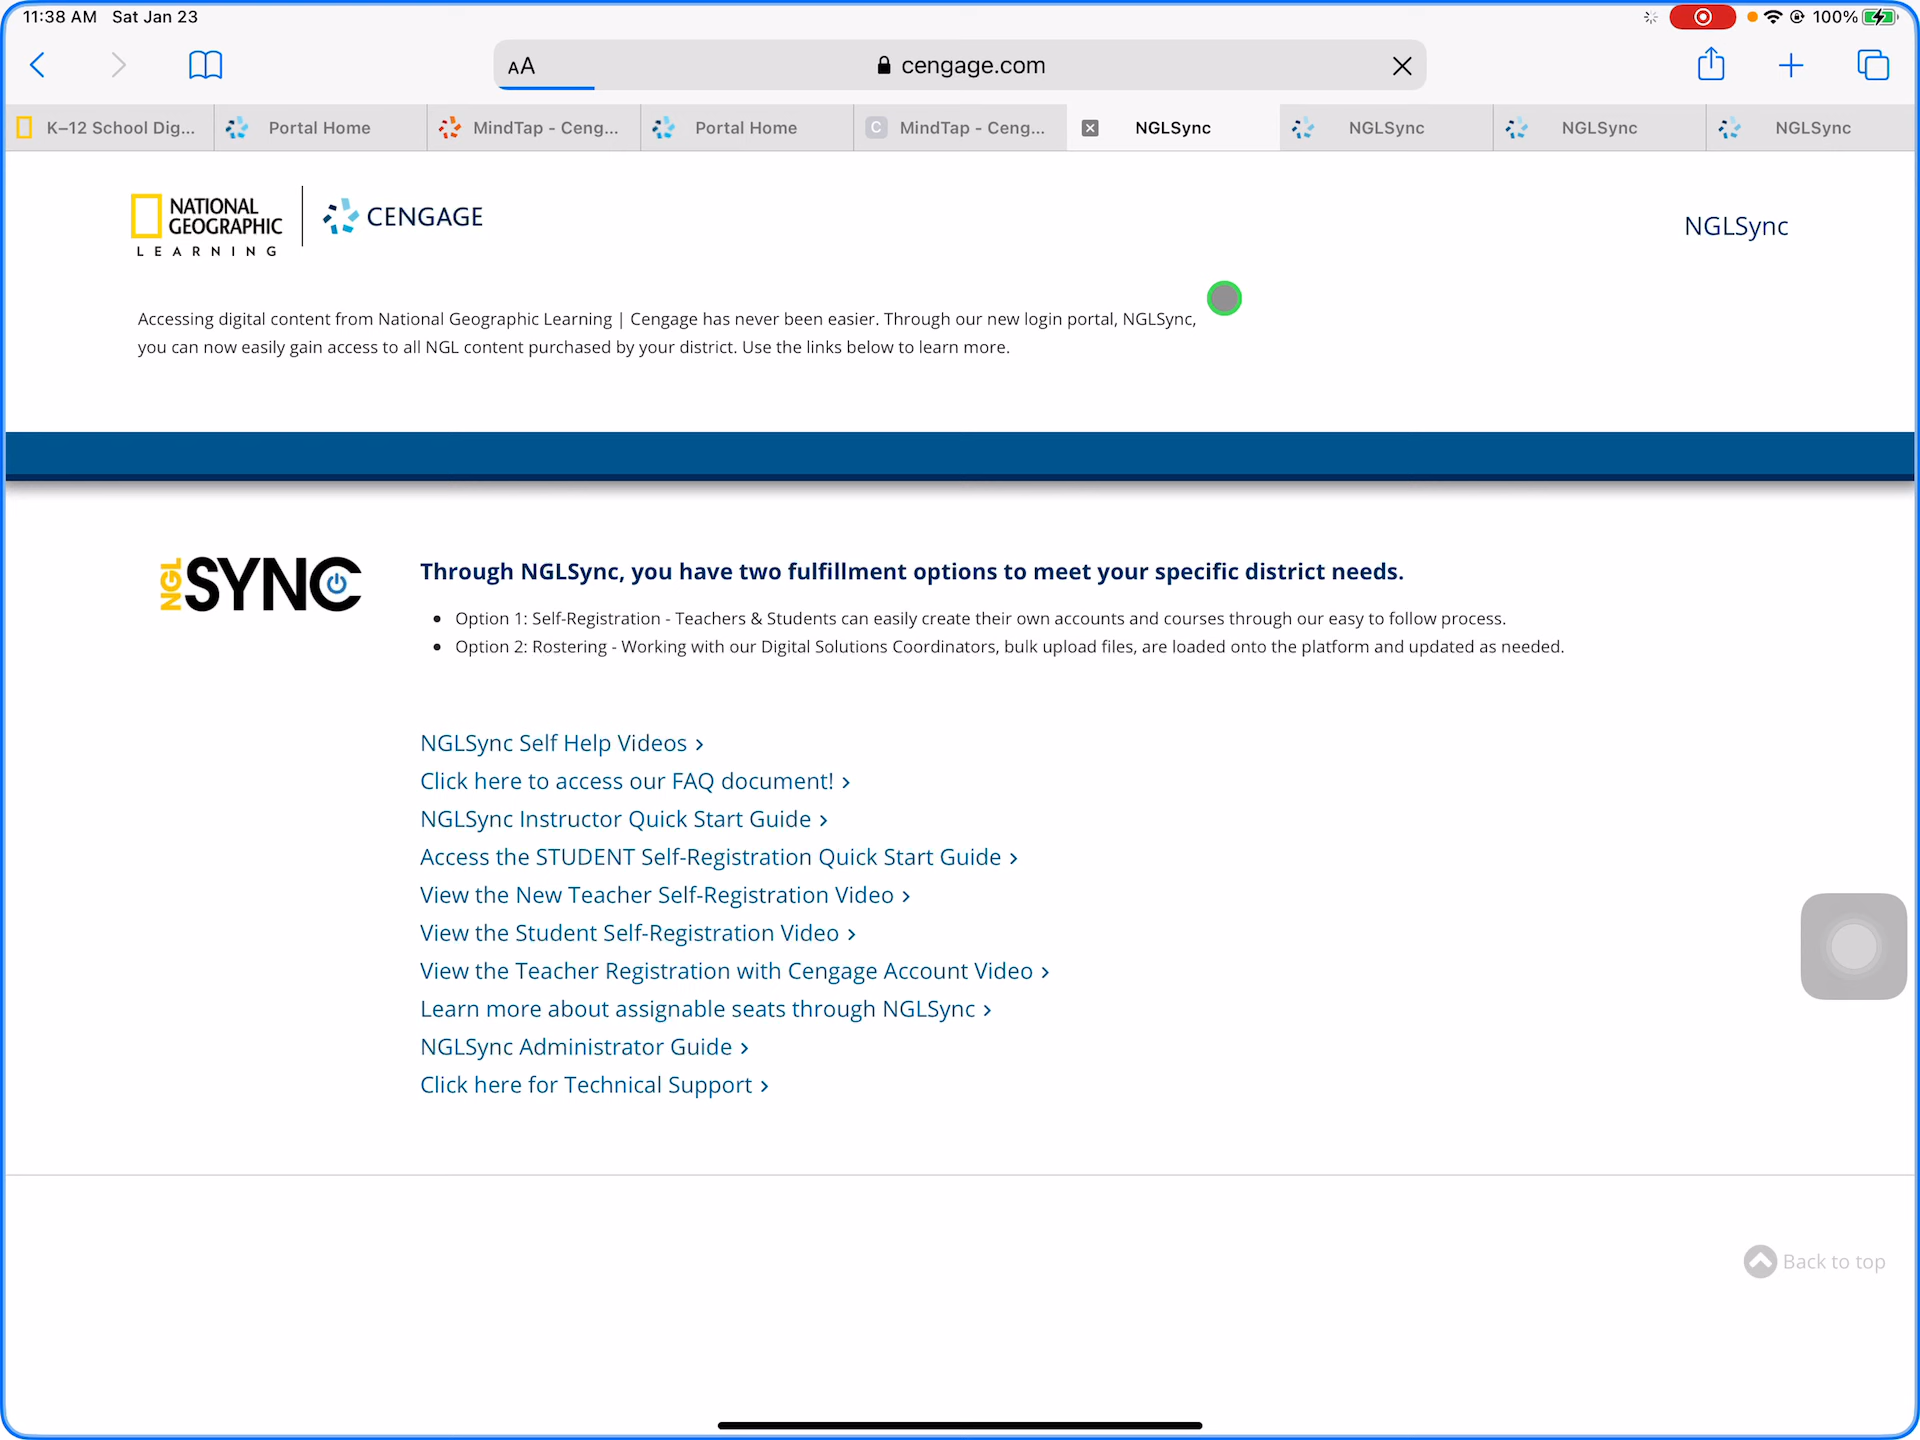 11:38 AM Sat Jan 23
100%
AA
cengage.com
K–12 School Dig...
Portal Home
MindTap - Ceng...
Portal Home
C
MindTap - Ceng...
NGLSync
NGLSync
NGLSync
NGLSync
NATIONAL
GEOGRAPHIC
LEARNING
CENGAGE
NGLSync
Accessing digital content from National Geographic Learning | Cengage has never been easier. Through our new login portal, NGLSync,
you can now easily gain access to all NGL content purchased by your district. Use the links below to learn more.
NGL SYNC
Through NGLSync, you have two fulfillment options to meet your specific district needs.
• Option 1: Self-Registration - Teachers & Students can easily create their own accounts and courses through our easy to follow process.
• Option 2: Rostering - Working with our Digital Solutions Coordinators, bulk upload files, are loaded onto the platform and updated as needed.
NGLSync Self Help Videos ›
Click here to access our FAQ document! ›
NGLSync Instructor Quick Start Guide ›
Access the STUDENT Self-Registration Quick Start Guide ›
View the New Teacher Self-Registration Video ›
View the Student Self-Registration Video ›
View the Teacher Registration with Cengage Account Video ›
Learn more about assignable seats through NGLSync ›
NGLSync Administrator Guide ›
Click here for Technical Support ›
Back to top